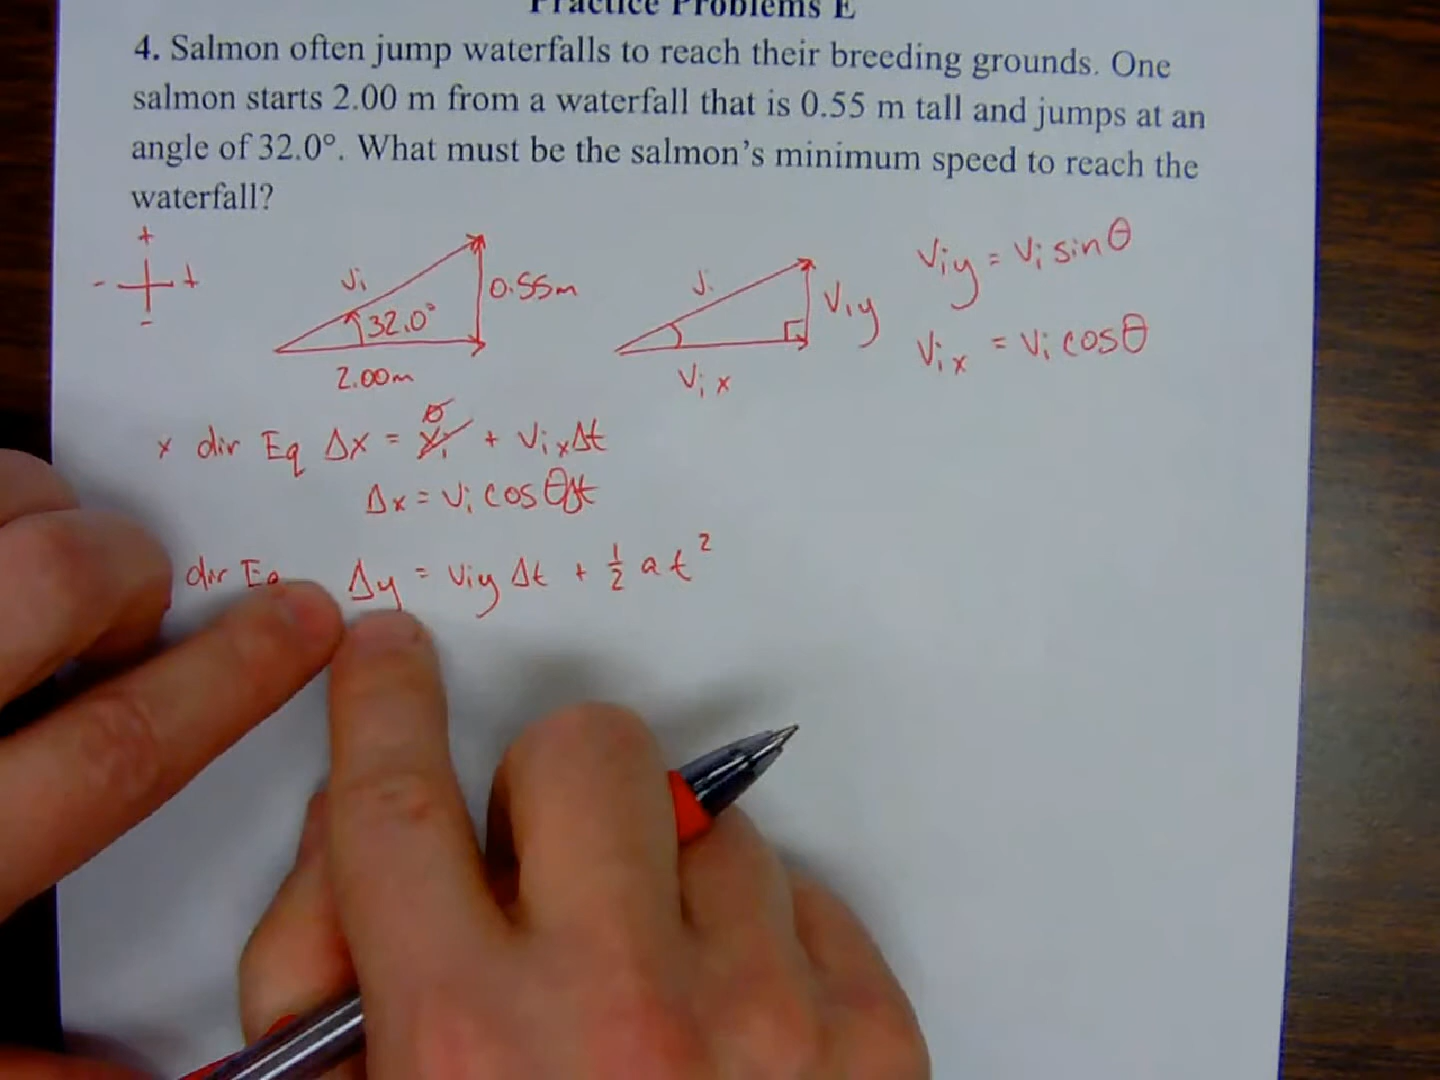 Practice Problems E
4. Salmon often jump waterfalls to reach their breeding grounds. One
salmon starts 2.00 m from a waterfall that is 0.55 m tall and jumps at an
angle of 32.0°. What must be the salmon's minimum speed to reach the
waterfall?
+
- +
-
Vi
32.0°
0.55m
2.00m
Vi
Viy
Vix
Viy = Vi sinθ
Vix = Vi cosθ
x dir Eq Δx = xi + VixΔt
Δx = Vi cosθΔt
dir Eq Δy = Viy Δt + 1/2 at²